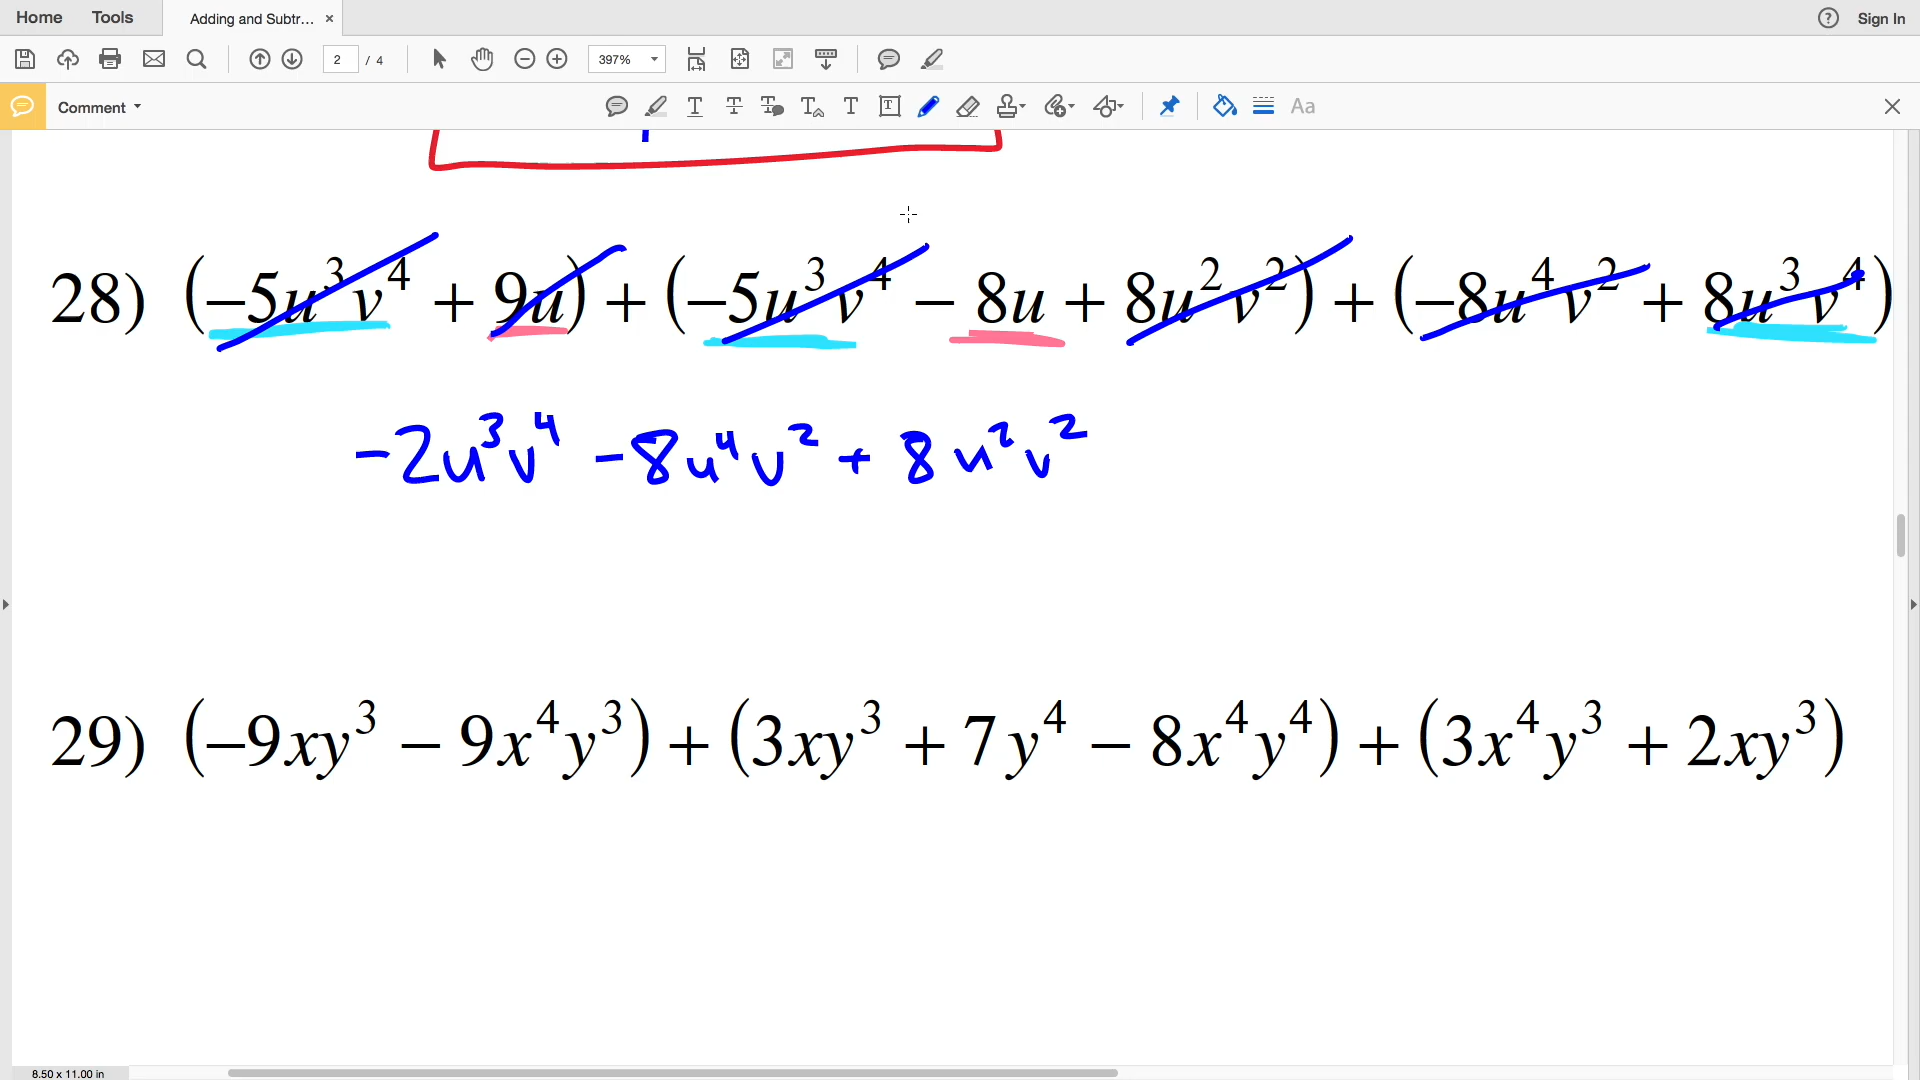 Home Tools Adding and Subtr... × ? Sign In
2 / 4 397%
Comment T T T T T T Aa
28) (−5u³v⁴ + 9u) + (−5u³v⁴ − 8u + 8u²v²) + (−8u⁴v² + 8u³v⁴)
-2u³v⁴ -8u⁴v² + 8u²v²
29) (−9xy³ − 9x⁴y³) + (3xy³ + 7y⁴ − 8x⁴y⁴) + (3x⁴y³ + 2xy³)
8.50 x 11.00 in